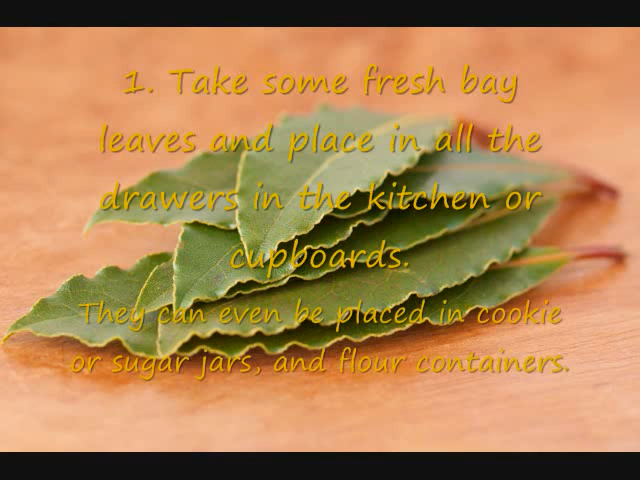 1. Take some fresh bay
leaves and place in all the
drawers in the kitchen or
cupboards.
They can even be placed in cookie
or sugar jars, and flour containers.